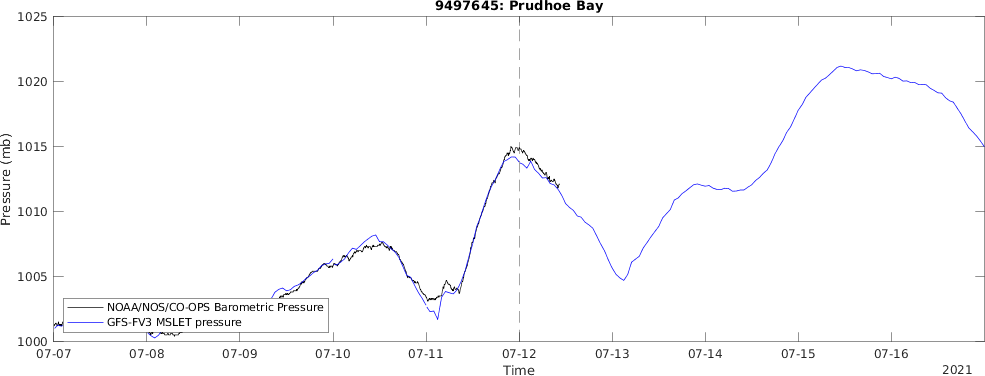 9497645: Prudhoe Bay
1025
1020
1015
1010
1005
1000
Pressure (mb)
NOAA/NOS/CO-OPS Barometric Pressure
GFS-FV3 MSLET pressure
07-07 07-08 07-09 07-10 07-11 07-12 07-13 07-14 07-15 07-16
Time
2021